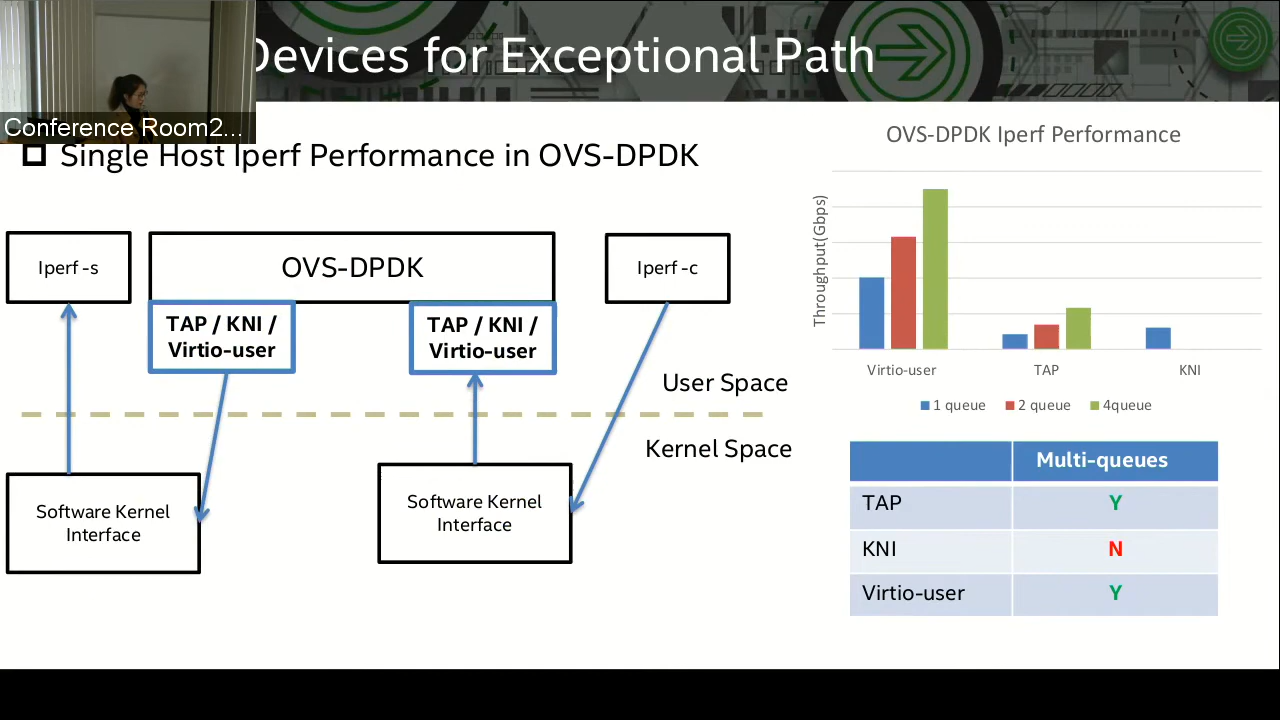 Devices for Exceptional Path
Conference Room2...
Single Host Iperf Performance in OVS-DPDK
Iperf -s
OVS-DPDK
Iperf -c
TAP / KNI /
Virtio-user
TAP / KNI /
Virtio-user
User Space
Kernel Space
Software Kernel
Interface
Software Kernel
Interface
OVS-DPDK Iperf Performance
Throughput(Gbps)
Virtio-user TAP KNI
1 queue 2 queue 4queue
Multi-queues
TAP Y
KNI N
Virtio-user Y